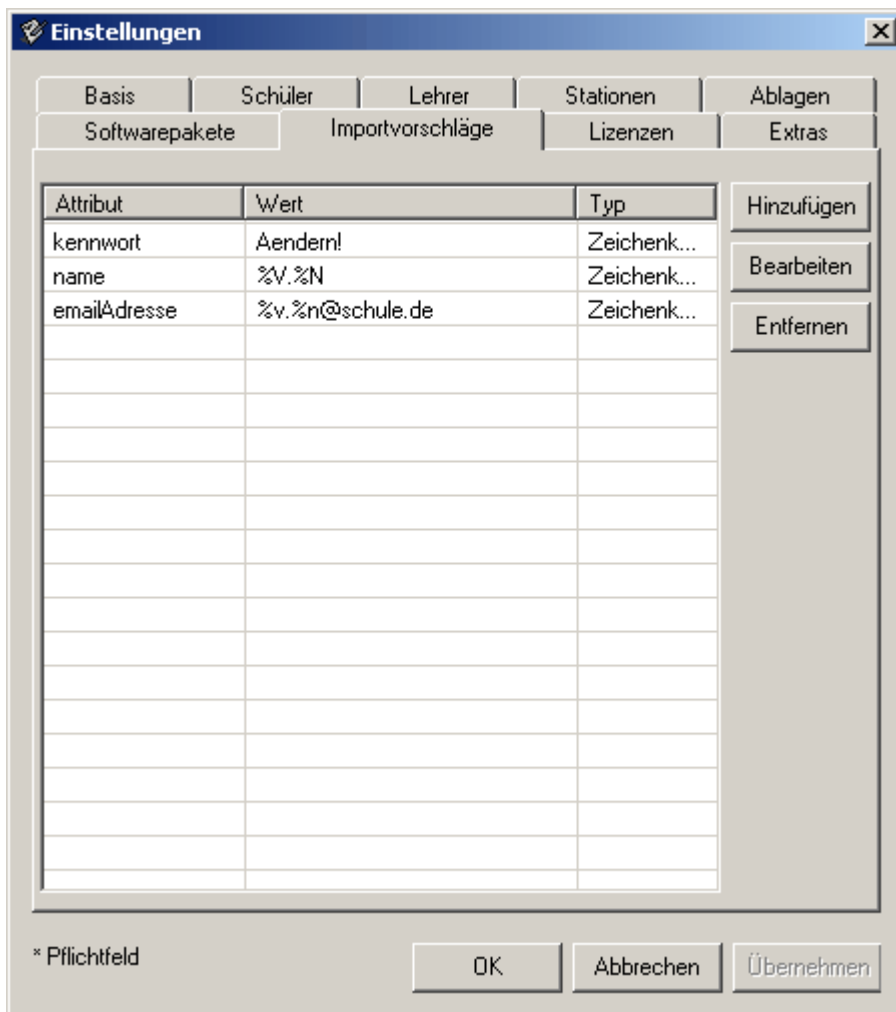 Einstellungen
Basis Schüler Lehrer Stationen Ablagen
Softwarepakete Importvorschläge Lizenzen Extras
Attribut Wert Typ
kennwort Aendern! Zeichenk...
name %V.%N Zeichenk...
emailAdresse %v.%n@schule.de Zeichenk...
Hinzufügen
Bearbeiten
Entfernen
* Pflichtfeld
OK Abbrechen Übernehmen